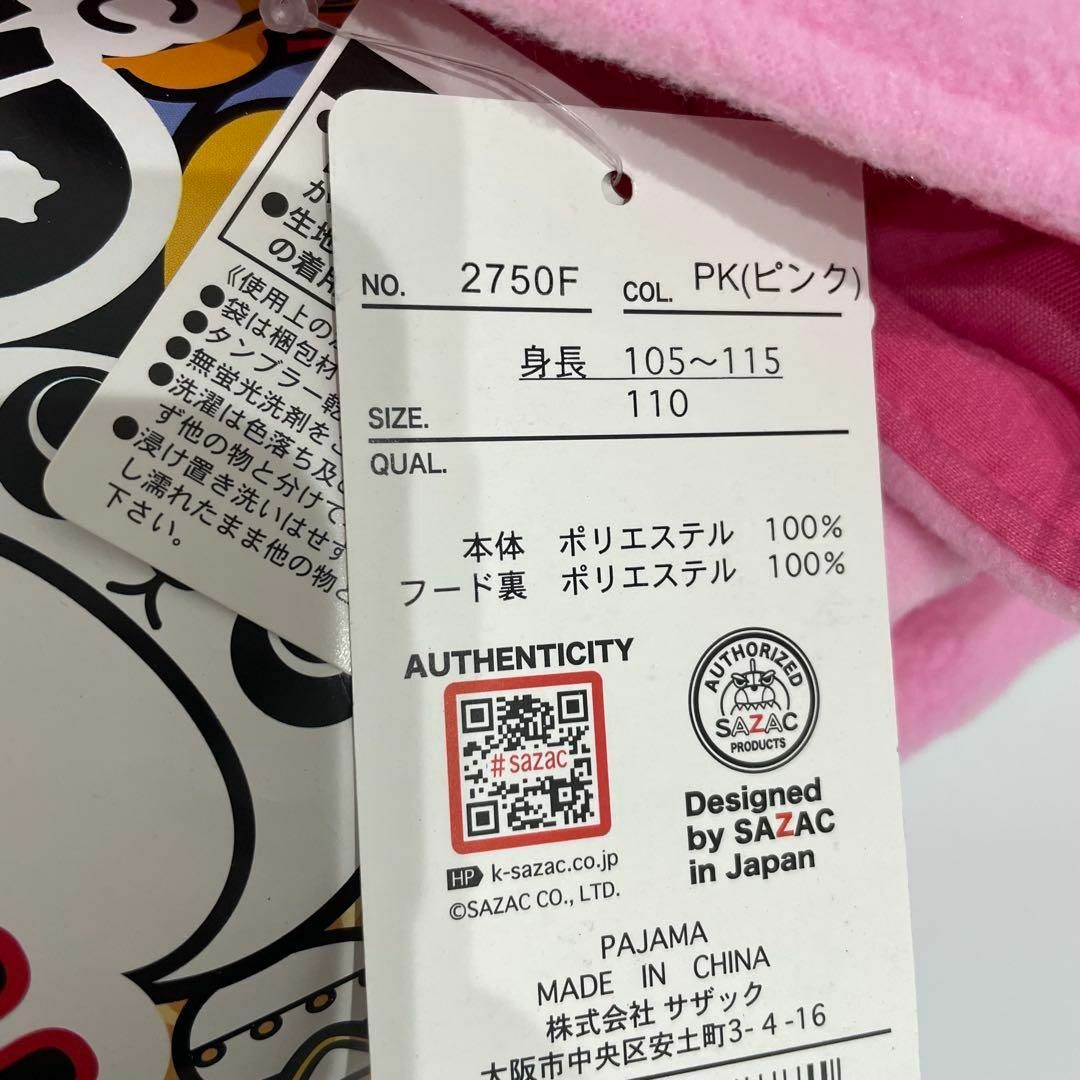 の着用
《使用上の
袋は梱包材
タンブラー乾
無蛍光洗剤を
洗濯は色落ち及
ず他の物と分けて
浸け置き洗いはせず
し濡れたまま他の物と
下さい。
NO. 2750F COL. PK(ピンク)
身長 105〜115
SIZE. 110
QUAL.
本体 ポリエステル 100%
フード裏 ポリエステル 100%
AUTHENTICITY
#sazac
HP k-sazac.co.jp
©SAZAC CO., LTD.
AUTHORIZED
SAZAC
PRODUCTS
Designed
by SAZAC
in Japan
PAJAMA
MADE IN CHINA
株式会社 サザック
大阪市中央区安土町3-4-16